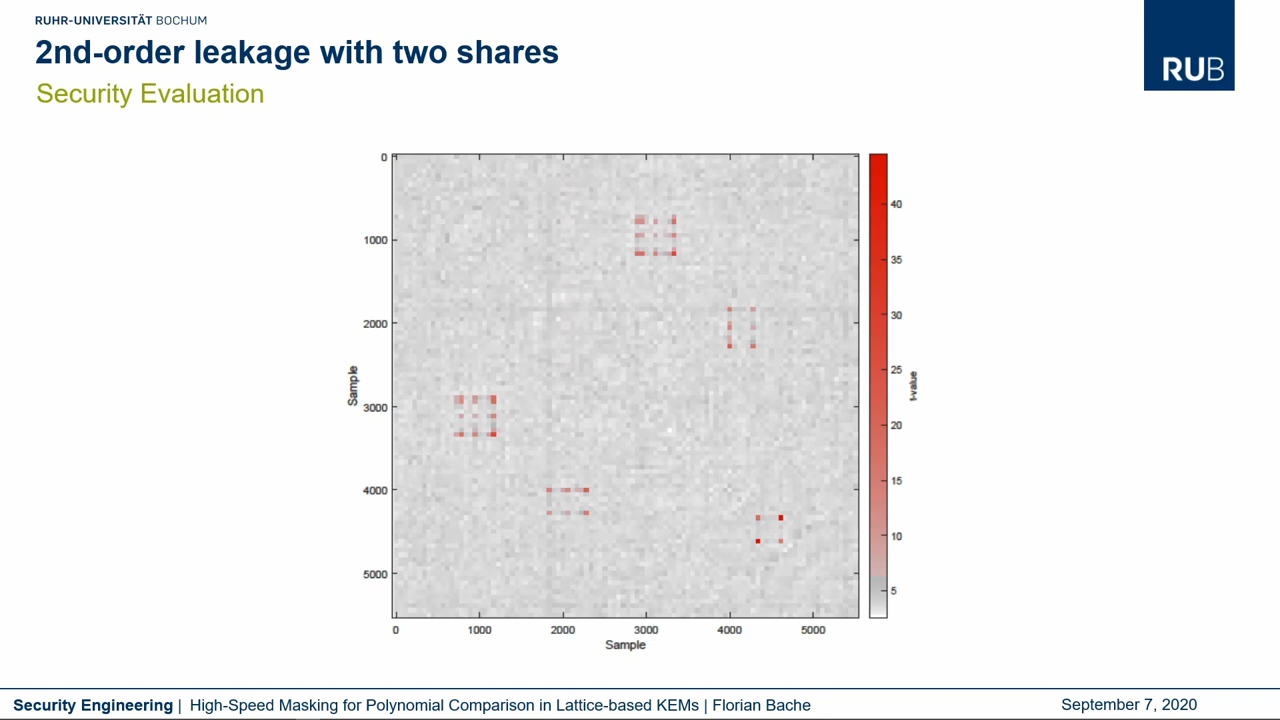 RUHR-UNIVERSITÄT BOCHUM
2nd-order leakage with two shares
Security Evaluation
RUB
0
1000
2000
3000
4000
5000
Sample
0 1000 2000 3000 4000 5000
Sample
40
35
30
25
20
15
10
5
t-value
Security Engineering | High-Speed Masking for Polynomial Comparison in Lattice-based KEMs | Florian Bache September 7, 2020